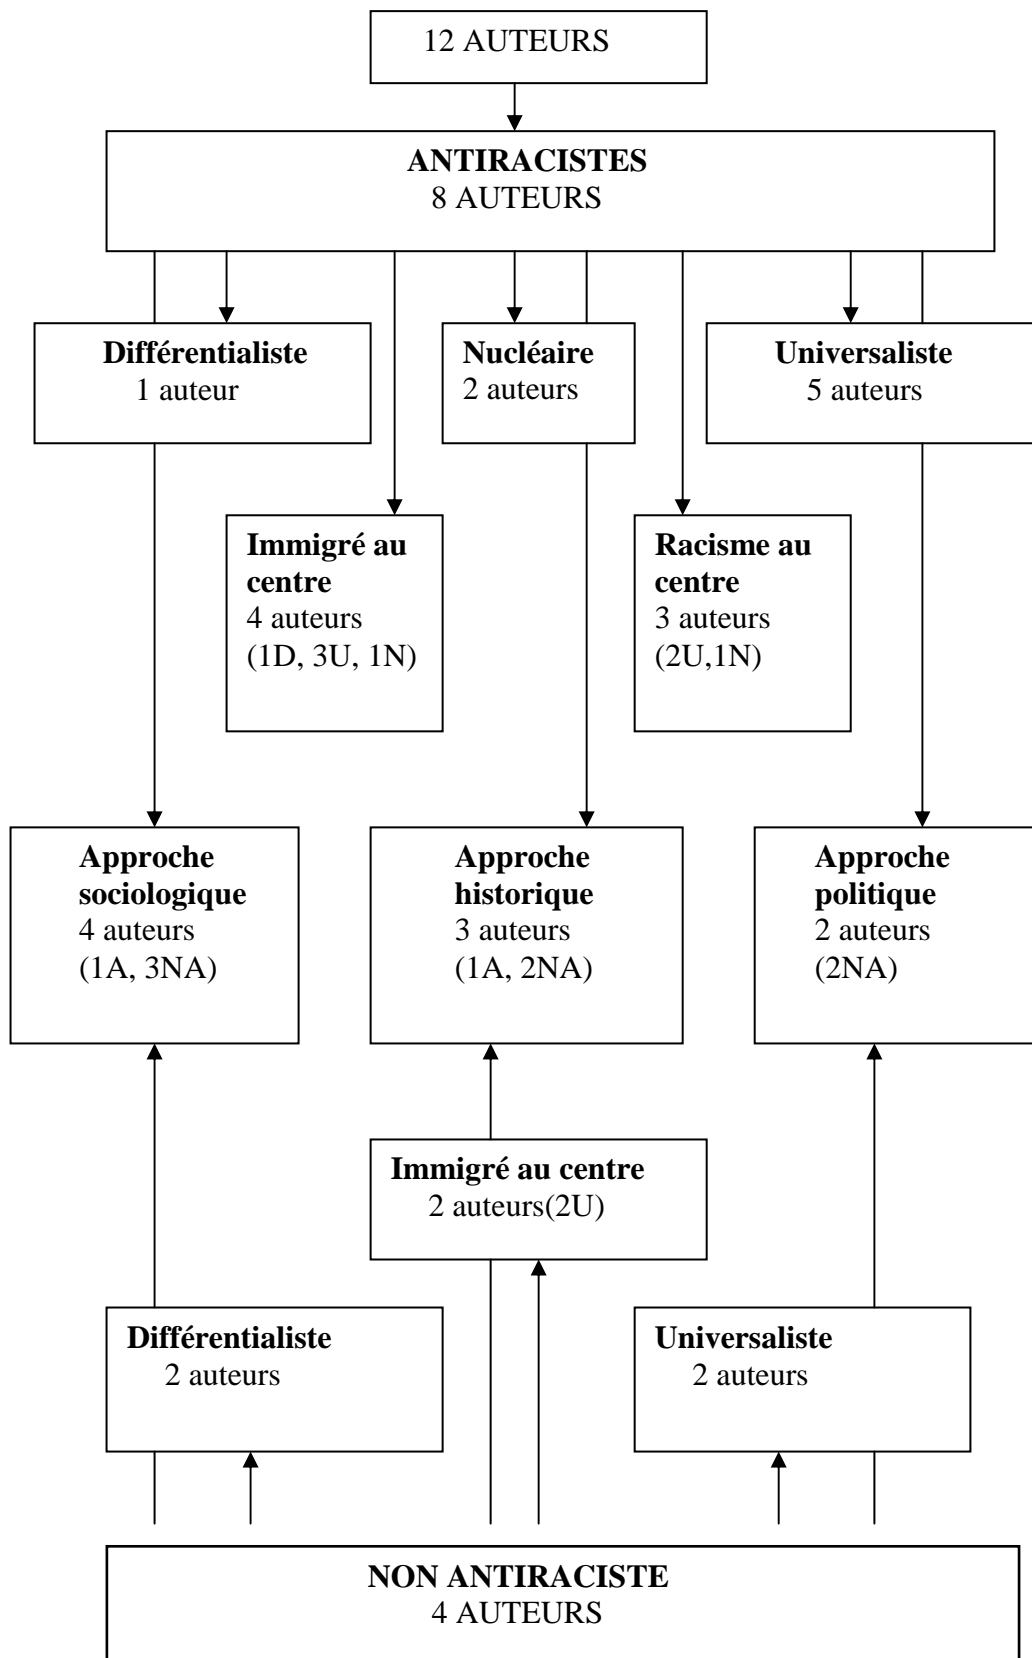 12 AUTEURS
ANTIRACISTES
8 AUTEURS
Différentialiste
1 auteur
Nucléaire
2 auteurs
Universaliste
5 auteurs
Immigré au
centre
4 auteurs
(1D, 3U, 1N)
Racisme au
centre
3 auteurs
(2U,1N)
Approche
sociologique
4 auteurs
(1A, 3NA)
Approche
historique
3 auteurs
(1A, 2NA)
Approche
politique
2 auteurs
(2NA)
Immigré au centre
2 auteurs(2U)
Différentialiste
2 auteurs
Universaliste
2 auteurs
NON ANTIRACISTE
4 AUTEURS